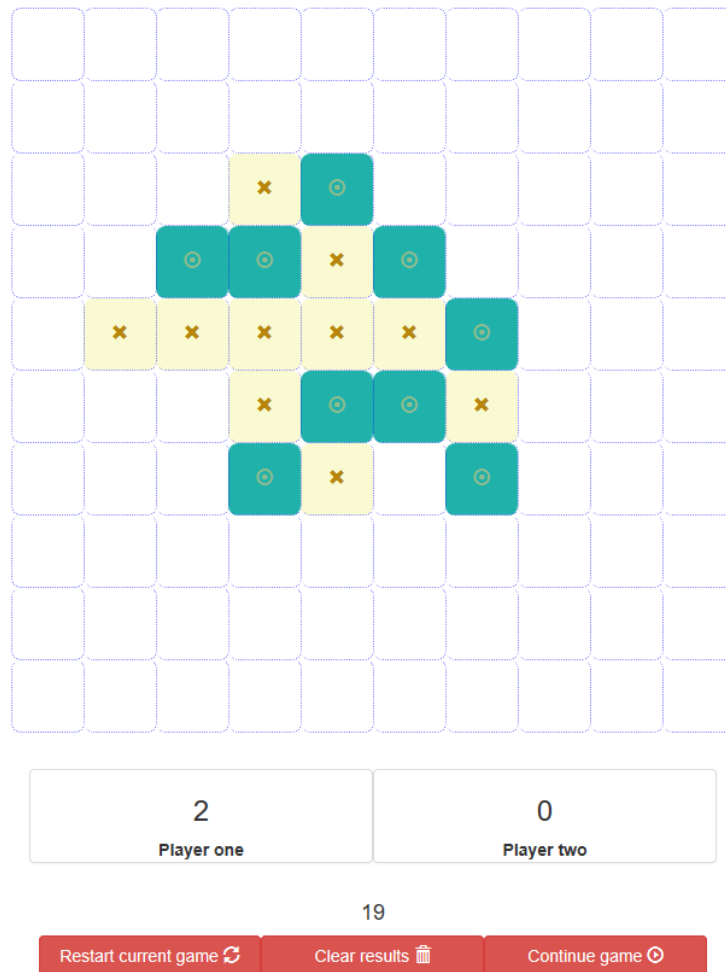 2
Player one
0
Player two
19
Restart current game
Clear results
Continue game